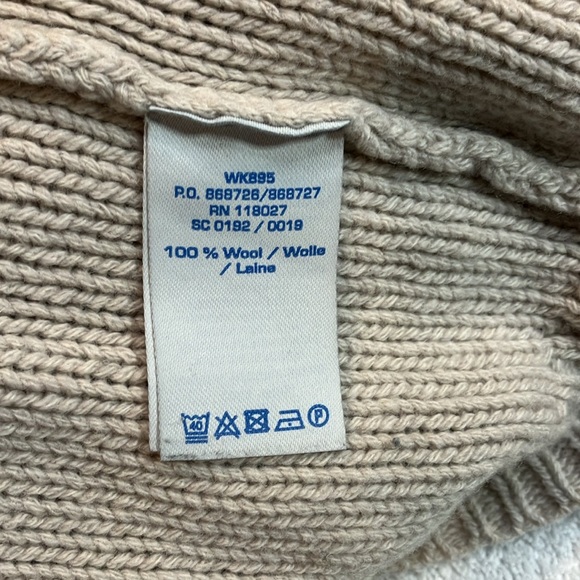 WK895
P.O. 868726/868727
RN 118027
SC 0192 / 0019
100 % Wool / Wolle
/ Laine
40 P